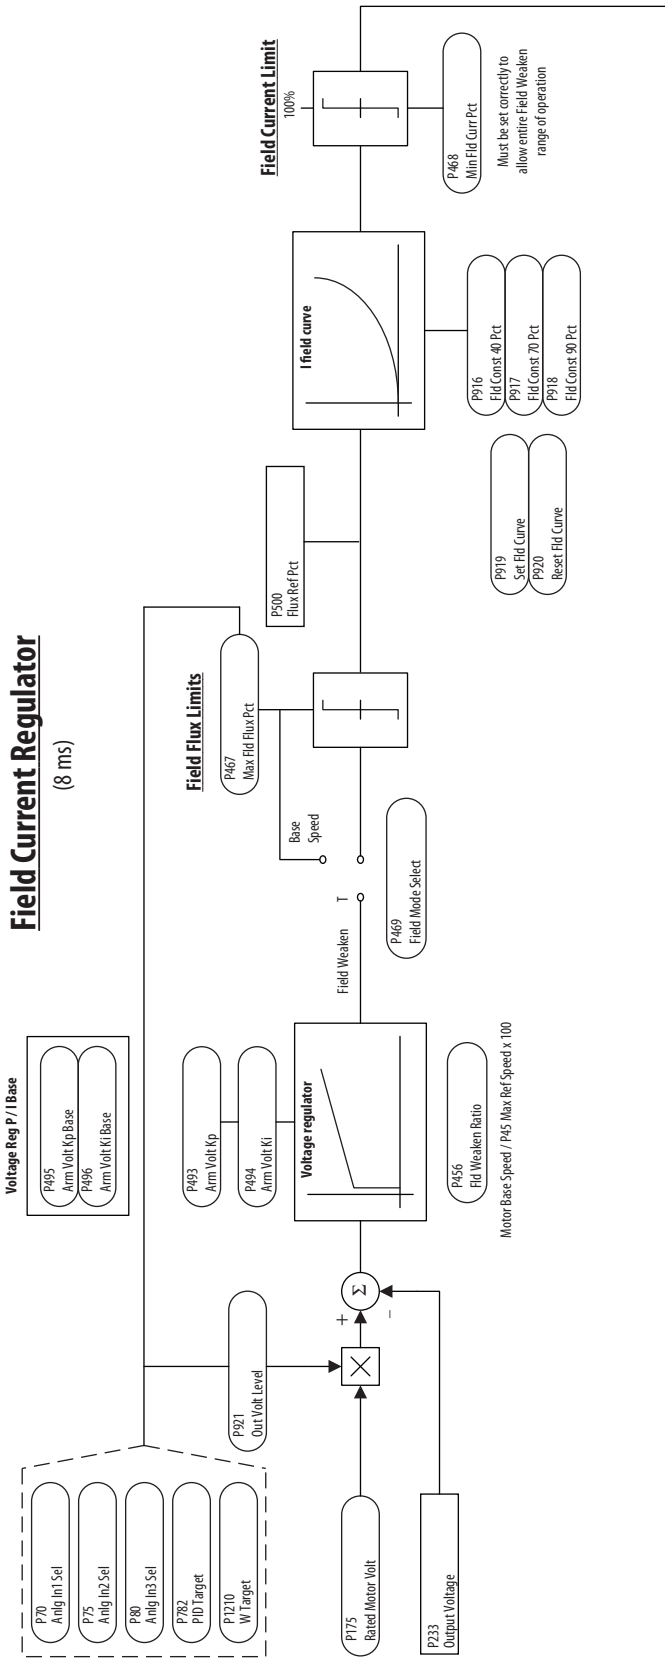 Field Current Regulator
(8 ms)
Voltage Reg P / I Base
P495
Arm Volt Kp Base
P496
Arm Volt Ki Base
P70
Anlg In1 Sel
P75
Anlg In2 Sel
P80
Anlg In3 Sel
P782
PID Target
P1210
W Target
P921
Out Volt Level
P175
Rated Motor Volt
P233
Output Voltage
+
Σ
–
P493
Arm Volt Kp
P494
Arm Volt Ki
Voltage regulator
P456
Fld Weaken Ratio
Motor Base Speed / P45 Max Ref Speed x 100
Field Weaken
T
Base
Speed
P469
Field Mode Select
Field Flux Limits
P467
Max Fld Flux Pct
P500
Flux Ref Pct
I field curve
P916
Fld Const 40 Pct
P917
Fld Const 70 Pct
P918
Fld Const 90 Pct
P919
Set Fld Curve
P920
Reset Fld Curve
Field Current Limit
100%
P468
Min Fld Curr Pct
Must be set correctly to
allow entire Field Weaken
range of operation